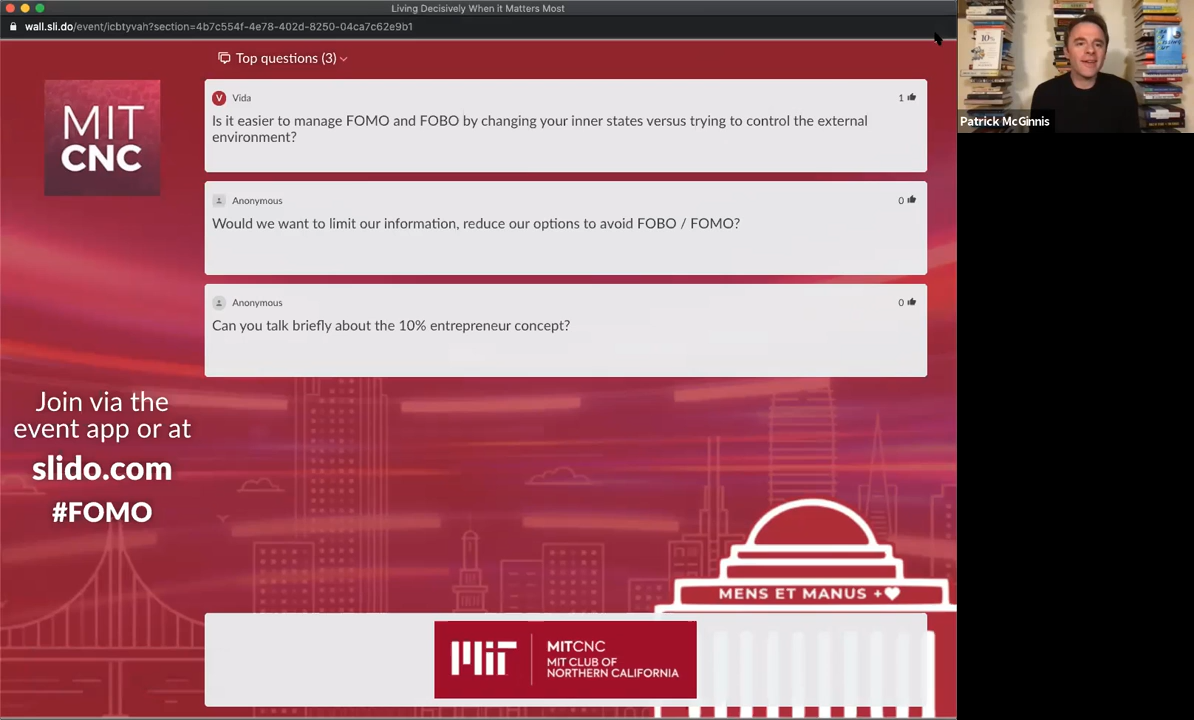 Living Decisively When it Matters Most
wall.sli.do/event/icbtyvah?section=4b7c554f-4e78-402d-8250-04ca7c62e9b1
Top questions (3)
MIT
CNC
V Vida
1
Is it easier to manage FOMO and FOBO by changing your inner states versus trying to control the external
environment?
Anonymous
0
Would we want to limit our information, reduce our options to avoid FOBO / FOMO?
Anonymous
0
Can you talk briefly about the 10% entrepreneur concept?
Join via the
event app or at
slido.com
#FOMO
MENS ET MANUS +
MIT
MITCNC
MIT CLUB OF
NORTHERN CALIFORNIA
10%
Patrick McGinnis